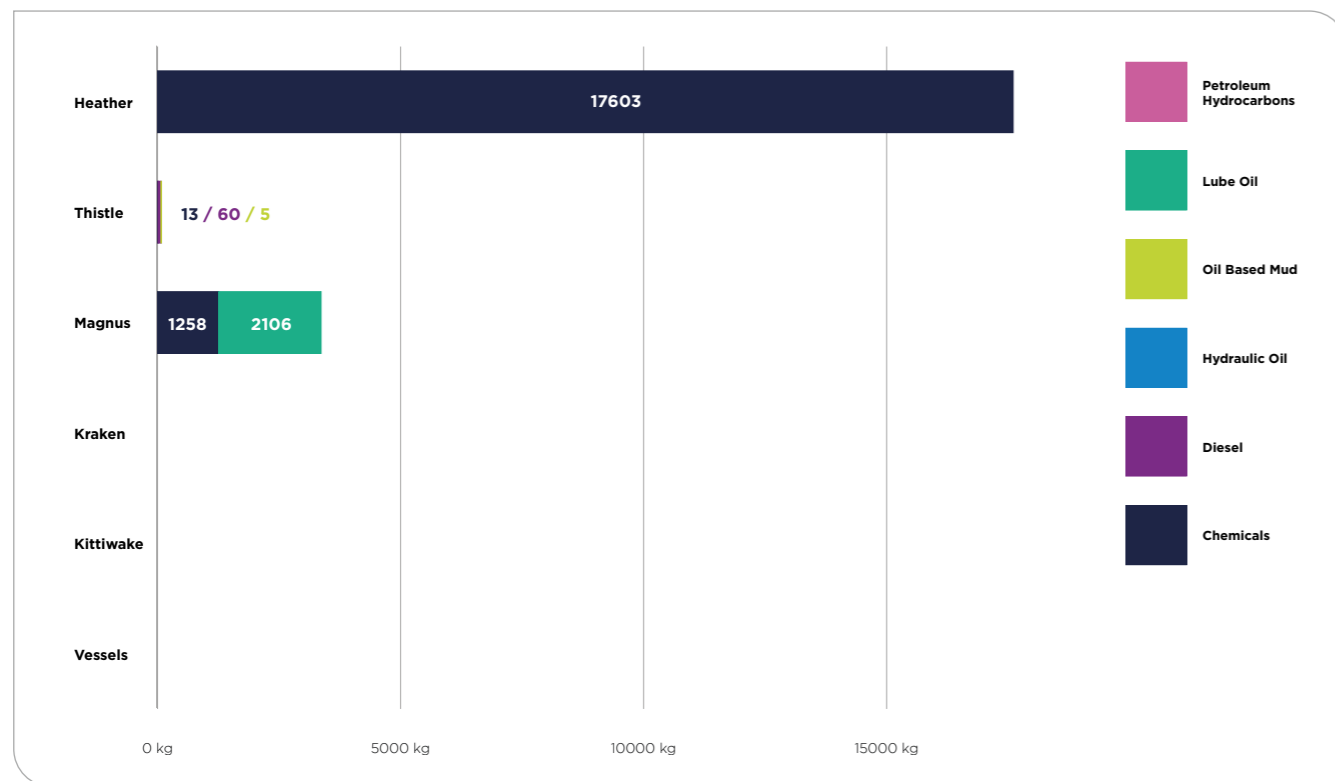 Heather
17603
Thistle
13 / 60 / 5
Magnus
1258
2106
Kraken
Kittiwake
Vessels
0 kg
5000 kg
10000 kg
15000 kg
Petroleum
Hydrocarbons
Lube Oil
Oil Based Mud
Hydraulic Oil
Diesel
Chemicals